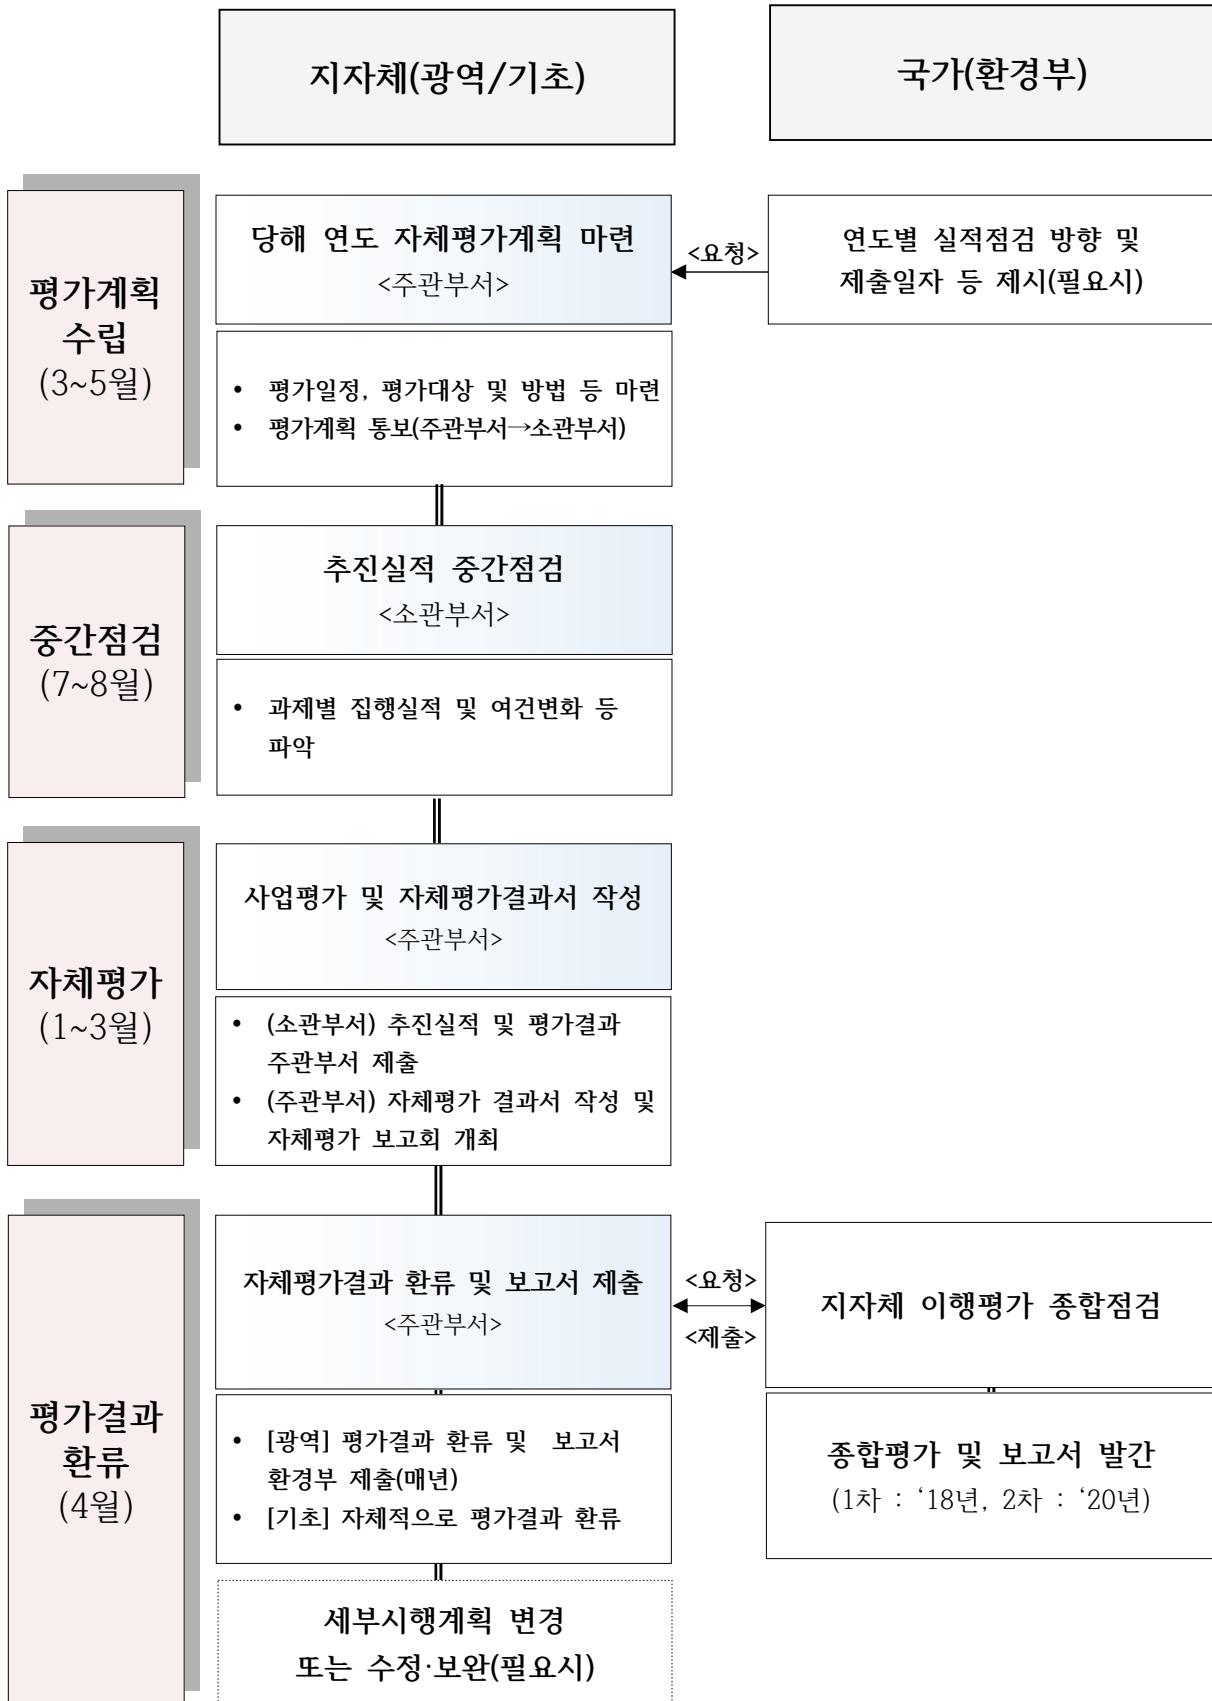 지자체(광역/기초)
국가(환경부)
평가계획
수립
(3~5월)
당해 연도 자체평가계획 마련
<주관부서>
<요청>
연도별 실적점검 방향 및
제출일자 등 제시(필요시)
• 평가일정, 평가대상 및 방법 등 마련
• 평가계획 통보(주관부서→소관부서)
중간점검
(7~8월)
추진실적 중간점검
<소관부서>
• 과제별 집행실적 및 여건변화 등
파악
자체평가
(1~3월)
사업평가 및 자체평가결과서 작성
<주관부서>
• (소관부서) 추진실적 및 평가결과
주관부서 제출
• (주관부서) 자체평가 결과서 작성 및
자체평가 보고회 개최
평가결과
환류
(4월)
자체평가결과 환류 및 보고서 제출
<주관부서>
<요청>
<제출>
지자체 이행평가 종합점검
• [광역] 평가결과 환류 및 보고서
환경부 제출(매년)
• [기초] 자체적으로 평가결과 환류
종합평가 및 보고서 발간
(1차 : ‘18년, 2차 : ‘20년)
세부시행계획 변경
또는 수정·보완(필요시)